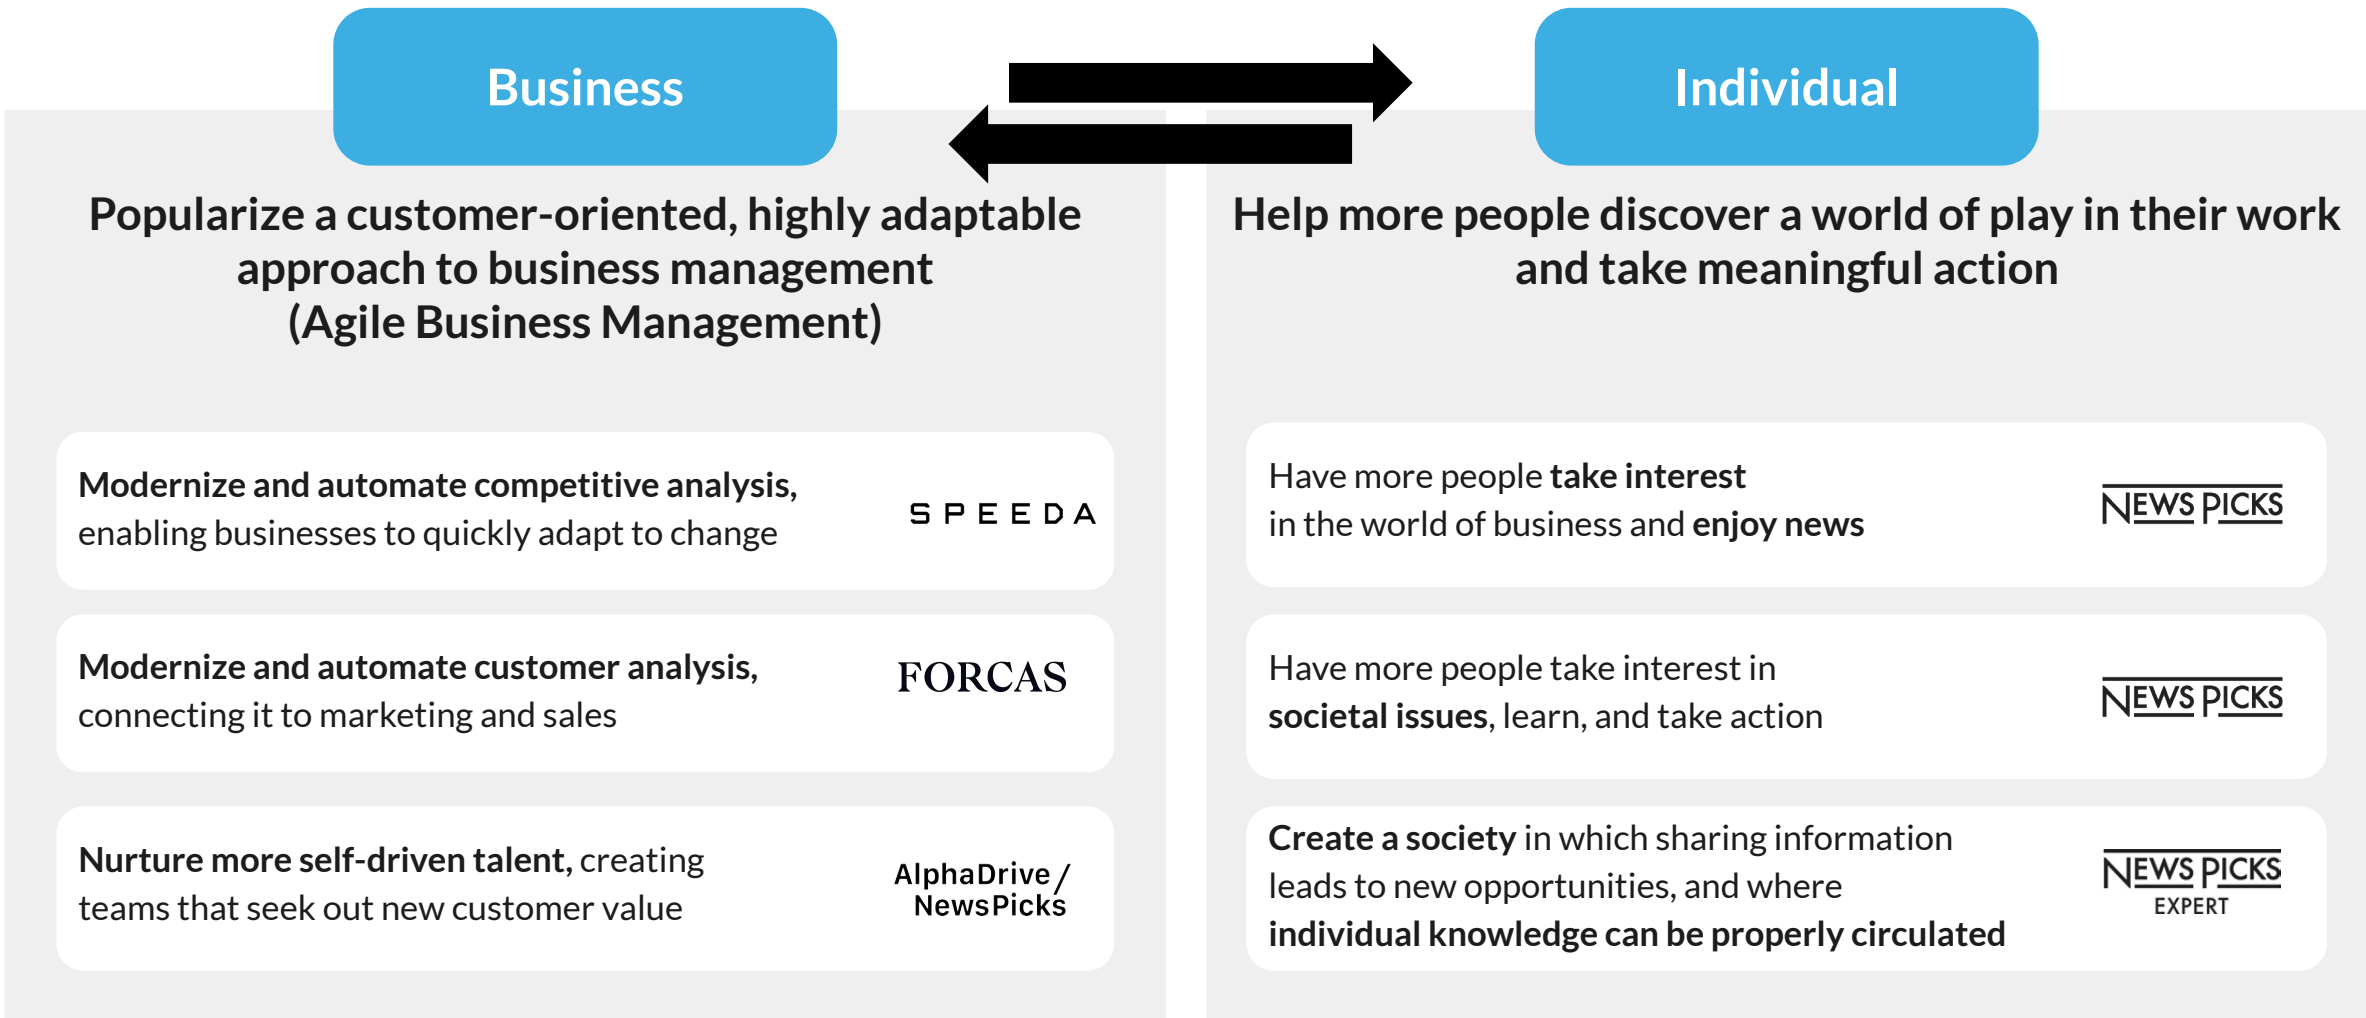 Business
Popularize a customer-oriented, highly adaptable
approach to business management
(Agile Business Management)
Modernize and automate competitive analysis,
enabling businesses to quickly adapt to change
SPEEDA
Modernize and automate customer analysis,
connecting it to marketing and sales
FORCAS
Nurture more self-driven talent, creating
teams that seek out new customer value
AlphaDrive/
NewsPicks
Individual
Help more people discover a world of play in their work
and take meaningful action
Have more people take interest
in the world of business and enjoy news
NEWS PICKS
Have more people take interest in
societal issues, learn, and take action
NEWS PICKS
Create a society in which sharing information
leads to new opportunities, and where
individual knowledge can be properly circulated
NEWS PICKS
EXPERT